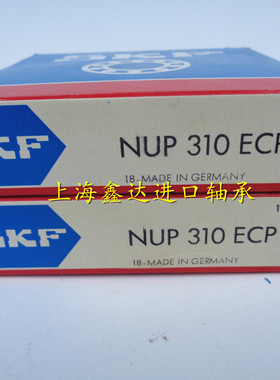 KF
NUP 310 ECP
18-MADE IN GERMANY
上海鑫达进口轴承
SKF
NUP 310 ECP
18-MADE IN GERMANY